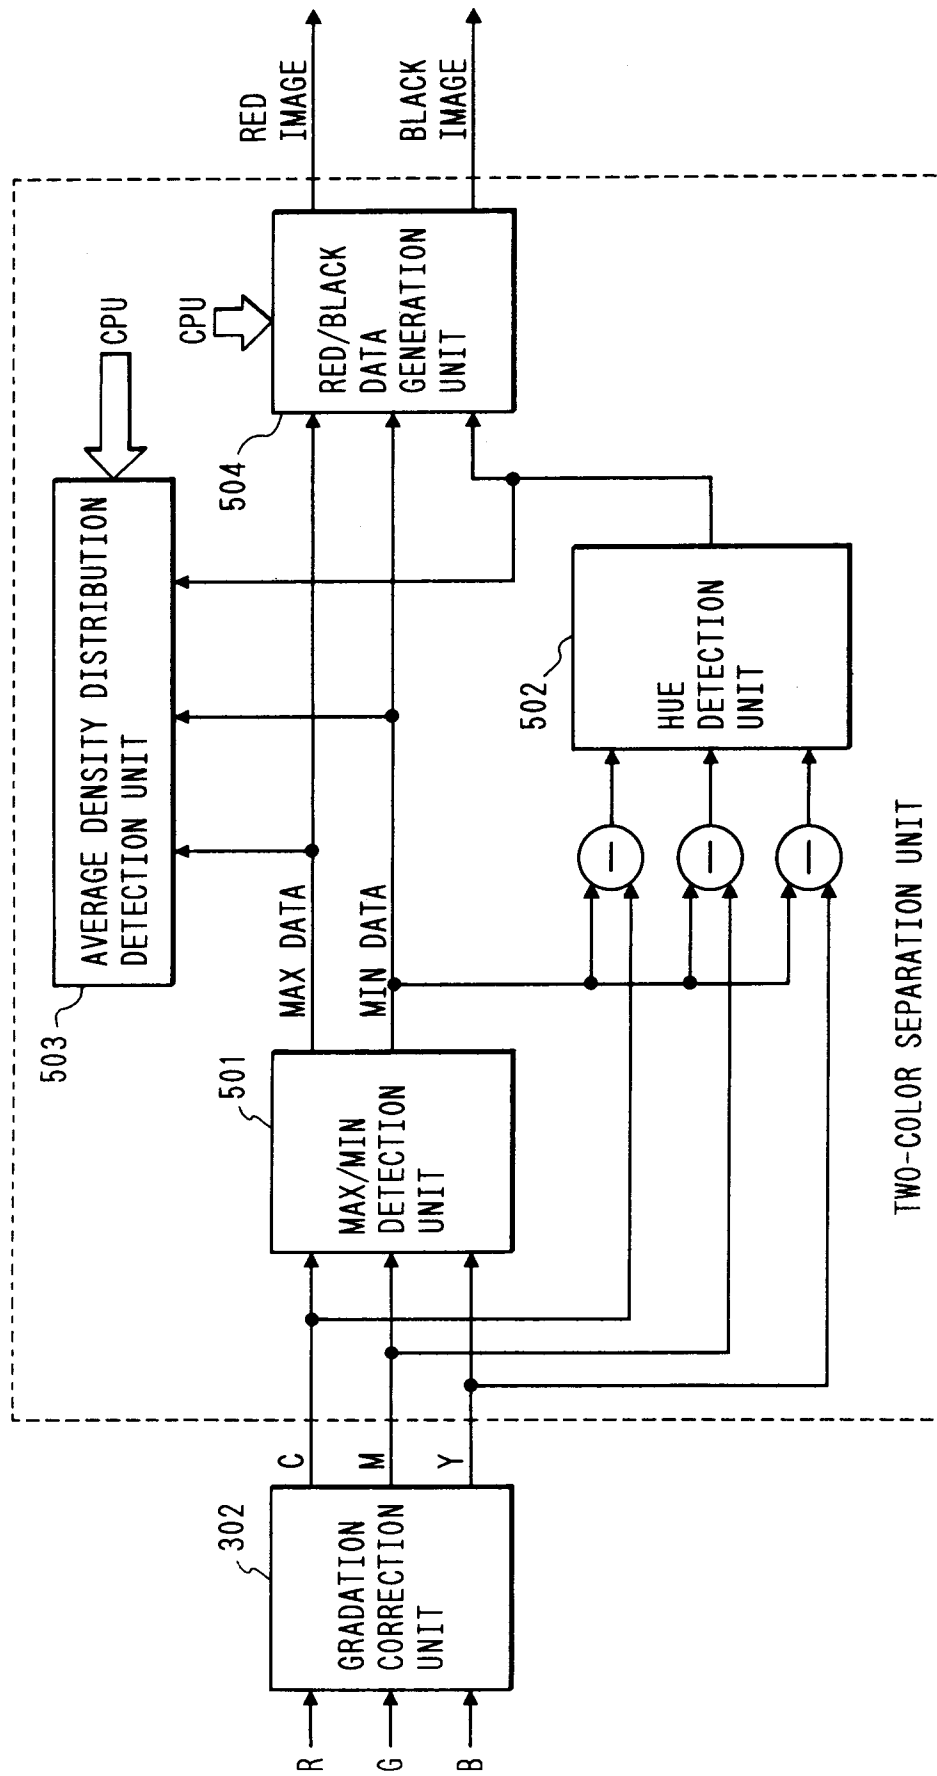 R
G
B
302
GRADATION
CORRECTION
UNIT
C
M
Y
501
MAX/MIN
DETECTION
UNIT
MAX DATA
MIN DATA
503
AVERAGE DENSITY DISTRIBUTION
DETECTION UNIT
CPU
502
HUE
DETECTION
UNIT
504
CPU
RED/BLACK
DATA
GENERATION
UNIT
RED
IMAGE
BLACK
IMAGE
TWO-COLOR SEPARATION UNIT